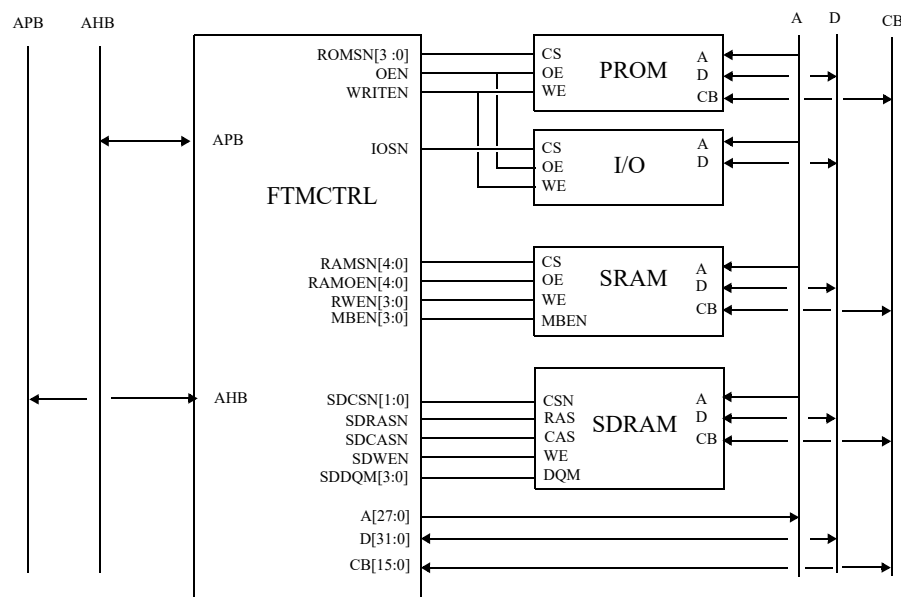 APB AHB A D CB
ROMSN[3 :0] CS PROM A
OEN OE D
WRITEN WE CB
APB IOSN CS I/O A
OE D
WE
FTMCTRL
RAMSN[4:0] CS SRAM A
RAMOEN[4:0] OE D
RWEN[3:0] WE CB
MBEN[3:0] MBEN
AHB SDCSN[1:0] CSN SDRAM A
SDRASN RAS D
SDCASN CAS CB
SDWEN WE
SDDQM[3:0] DQM
A[27:0]
D[31:0]
CB[15:0]